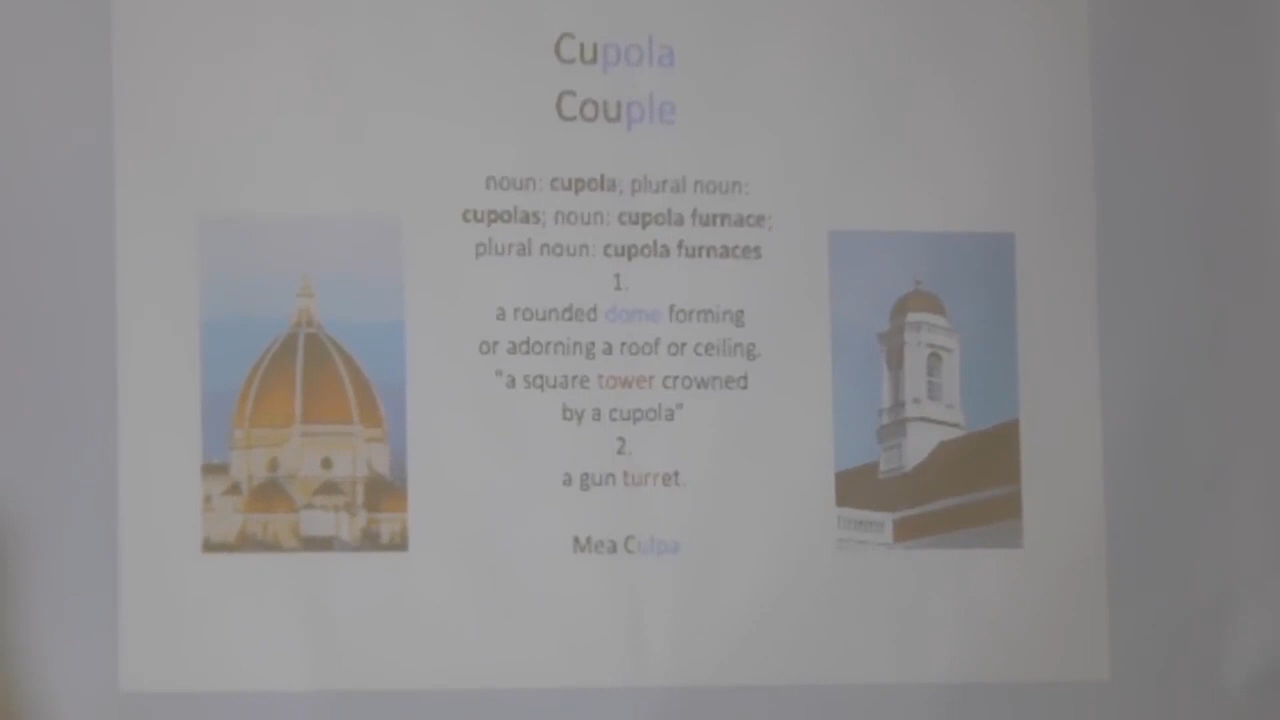 Cupola
Couple
noun: cupola; plural noun:
cupolas; noun: cupola furnace;
plural noun: cupola furnaces
1.
a rounded dome forming
or adorning a roof or ceiling.
"a square tower crowned
by a cupola"
2.
a gun turret.
Mea Culpa